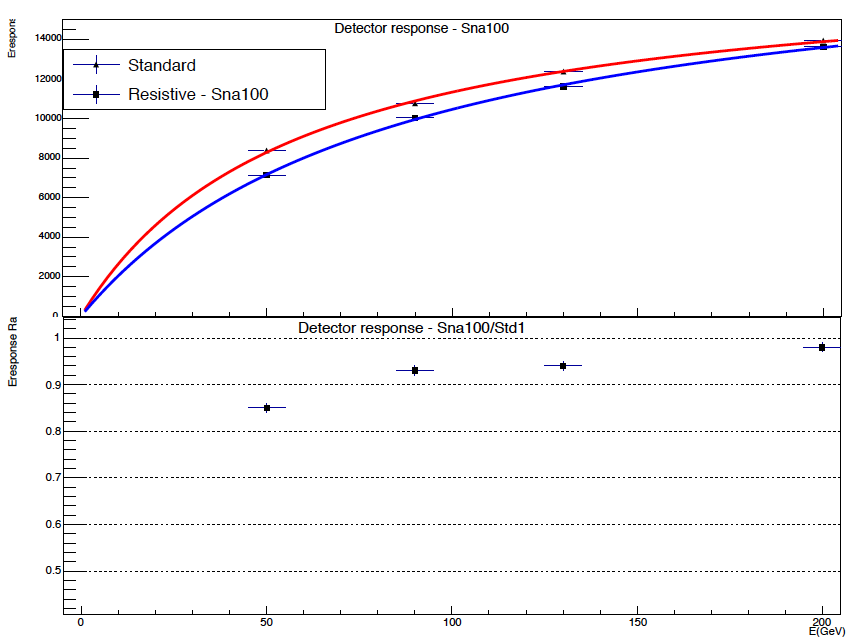 Detector response - Sna100
Erespons
14000
12000
10000
8000
6000
4000
2000
0
Standard
Resistive - Sna100
Detector response - Sna100/Std1
Eresponse Ra
1
0.9
0.8
0.7
0.6
0.5
0 50 100 150 200
E(GeV)